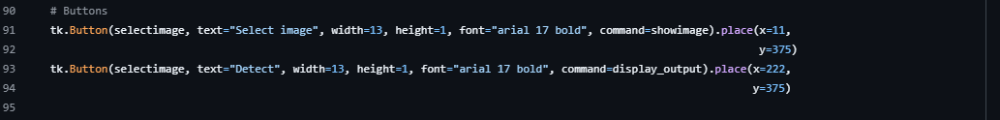 90 # Buttons
91 tk.Button(selectimage, text="Select image", width=13, height=1, font="arial 17 bold", command=showimage).place(x=11,
92 y=375)
93 tk.Button(selectimage, text="Detect", width=13, height=1, font="arial 17 bold", command=display_output).place(x=222,
94 y=375)
95